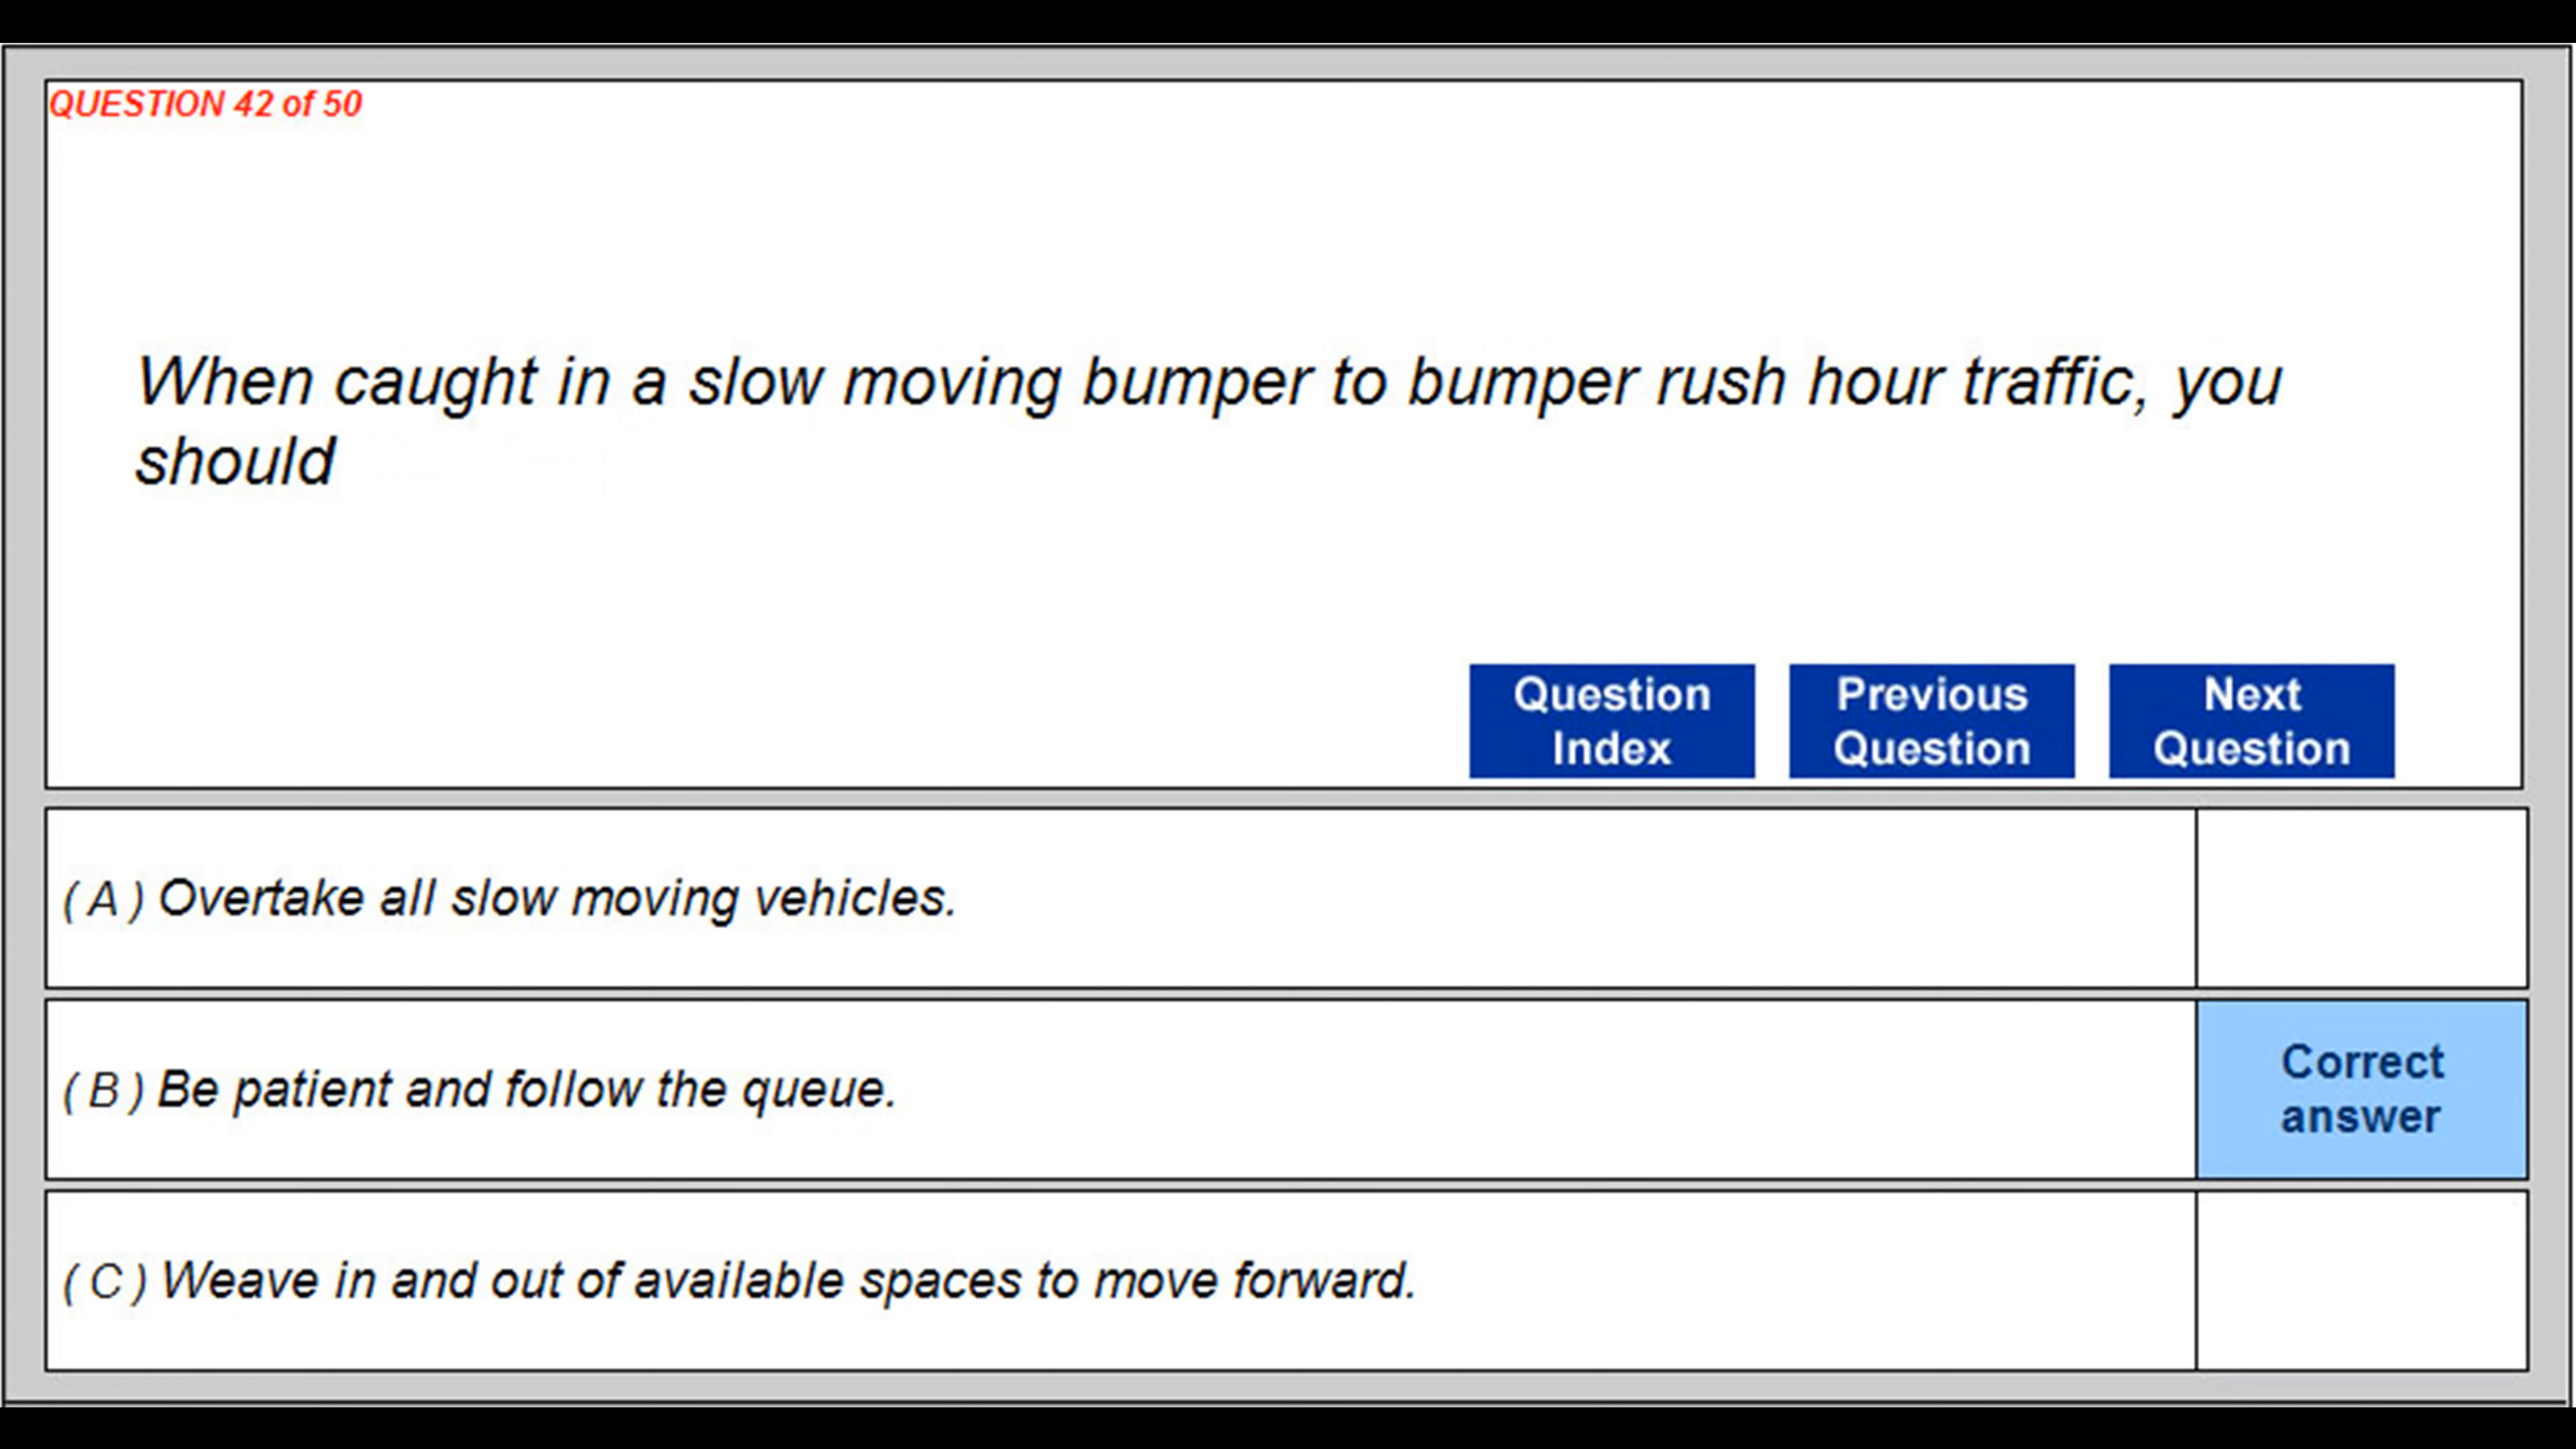 QUESTION 42 of 50
When caught in a slow moving bumper to bumper rush hour traffic, you
should
Question
Index
Previous
Question
Next
Question
( A ) Overtake all slow moving vehicles.
( B ) Be patient and follow the queue.
Correct
answer
( C ) Weave in and out of available spaces to move forward.